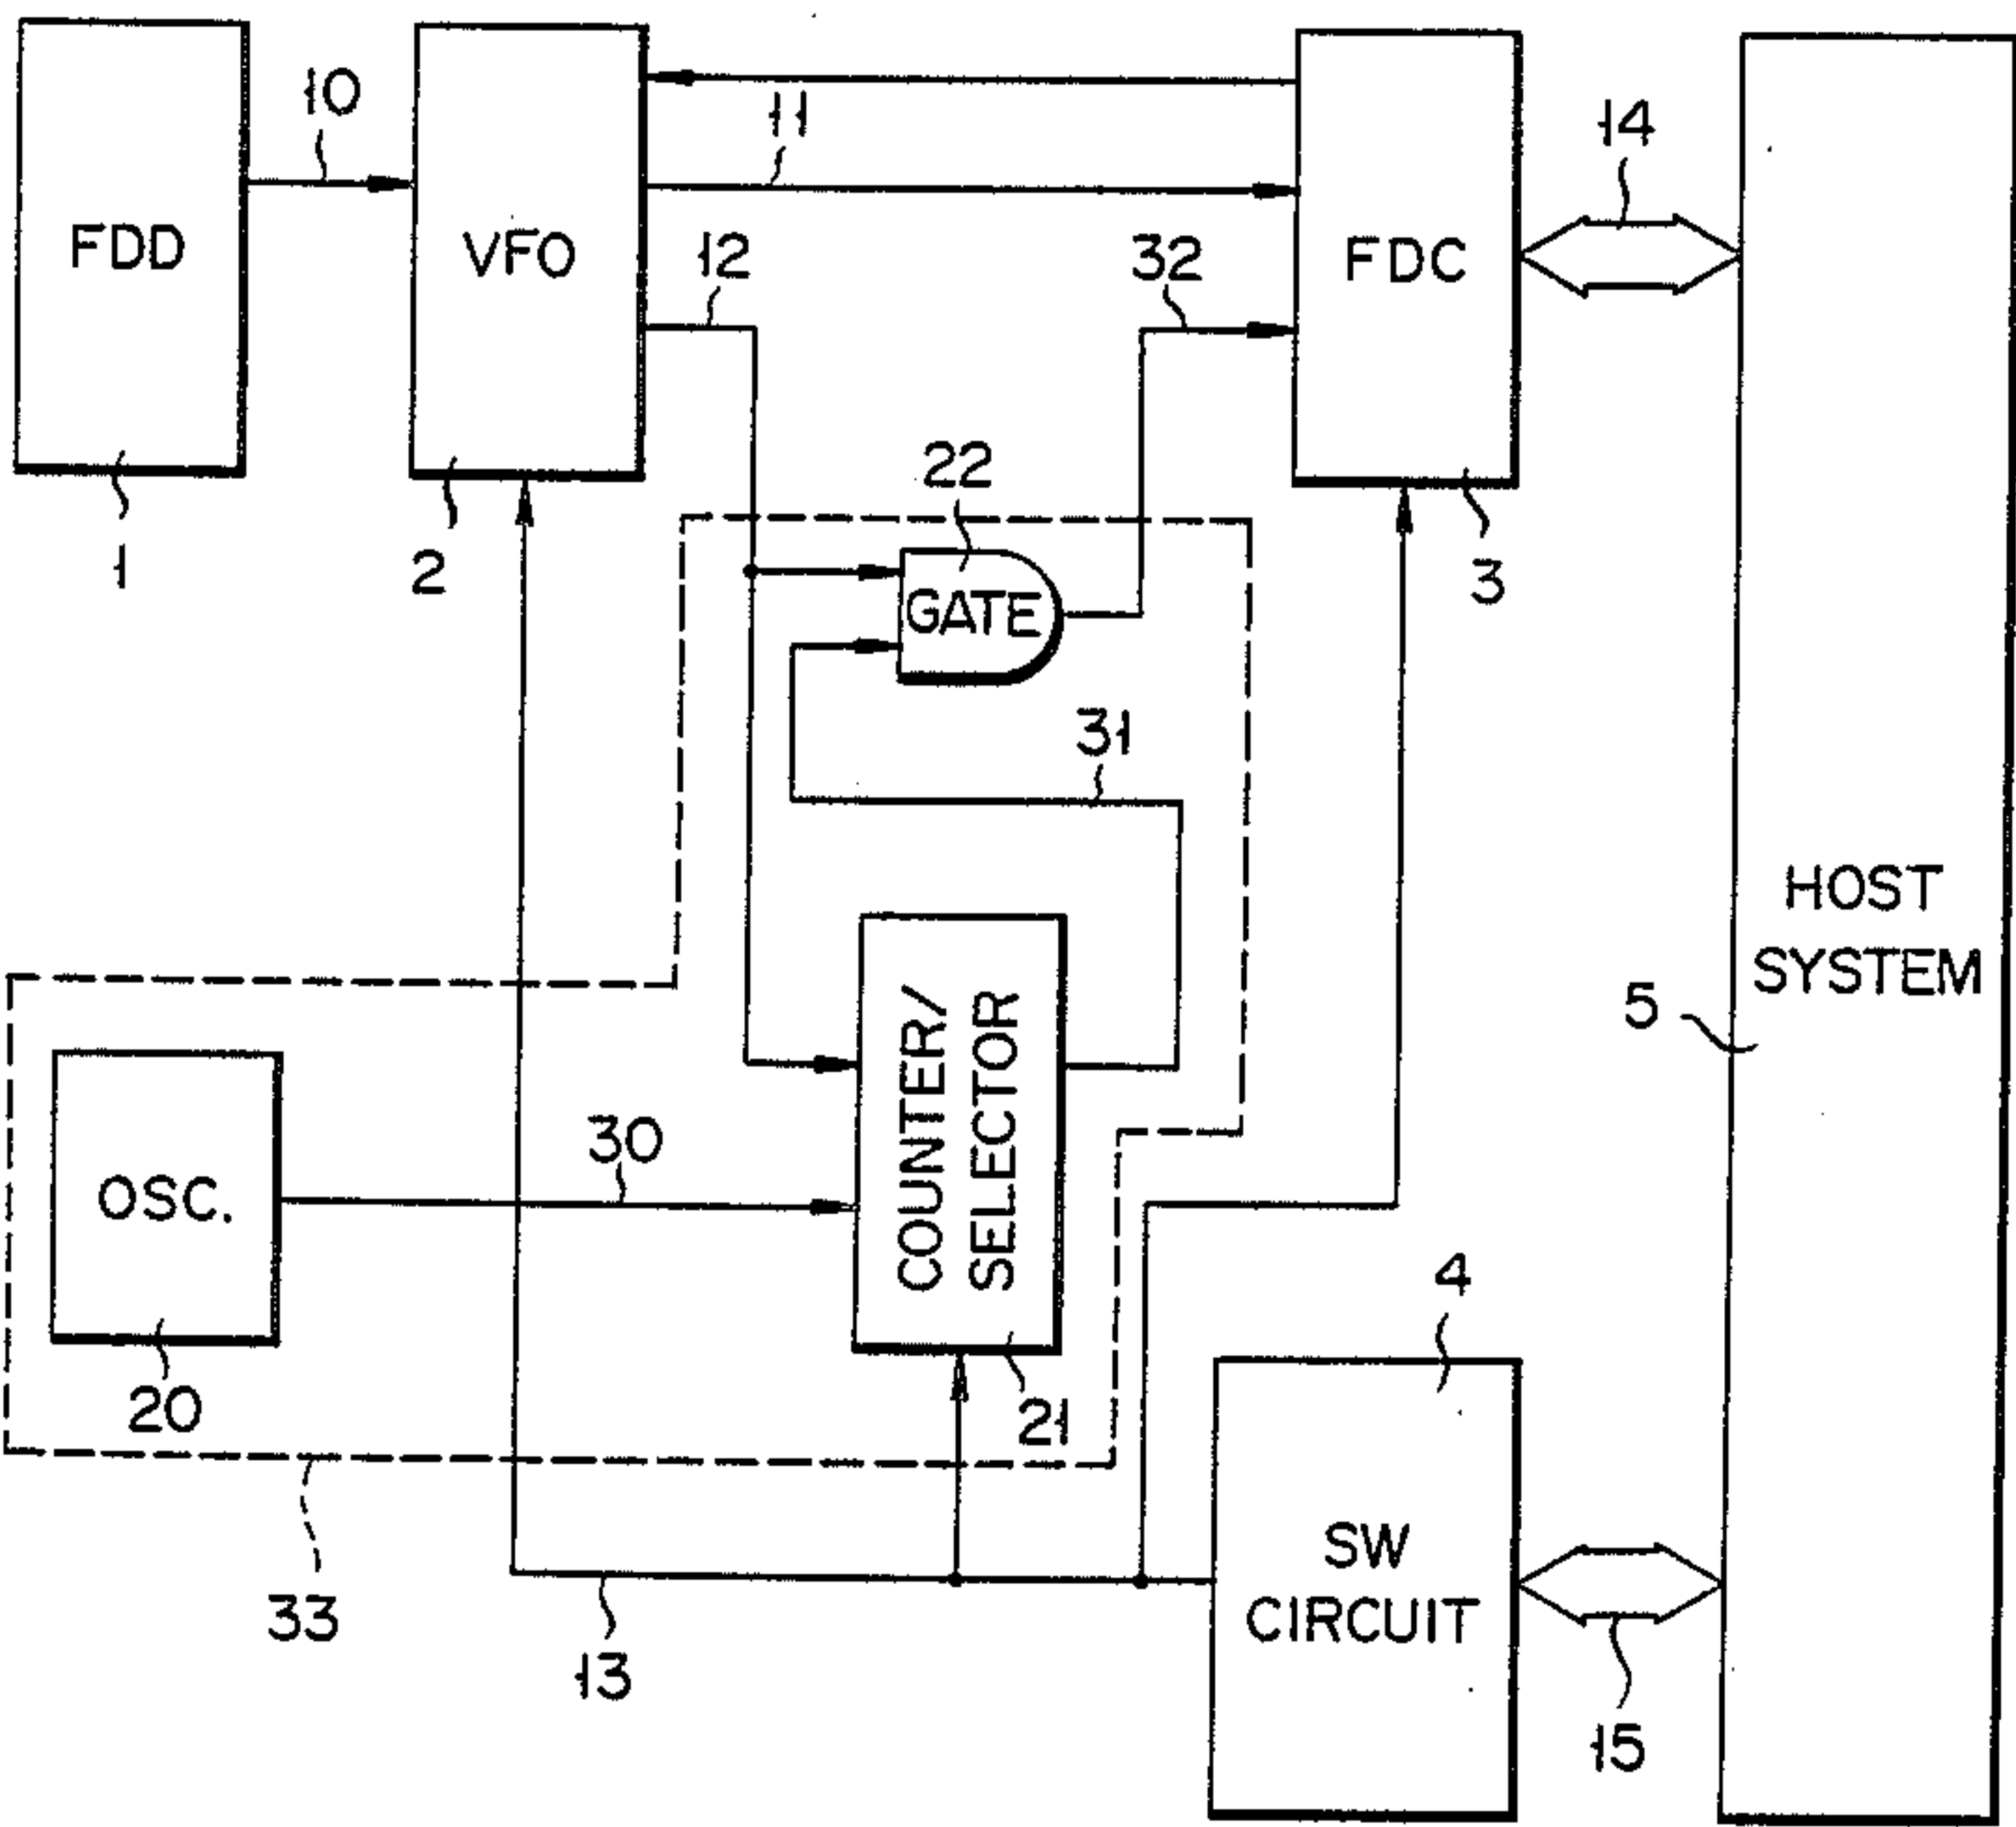 10
11
14
FDD
VFO
12
32
FDC
22
1
2
GATE
3
31
HOST
SYSTEM
5
COUNTER/
SELECTOR
30
OSC.
4
20
21
SW
CIRCUIT
33
13
15